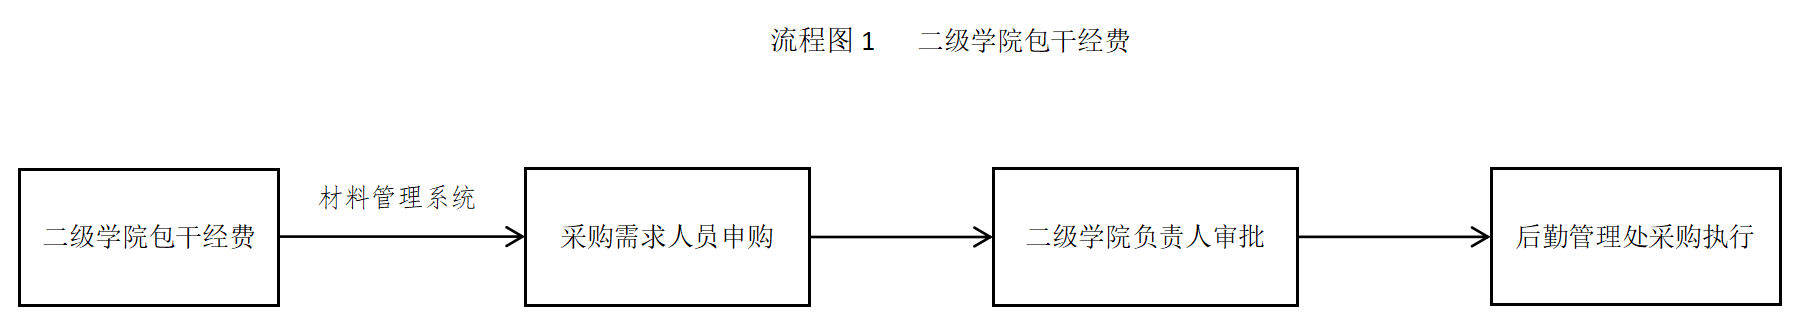 流程图1 二级学院包干经费
材料管理系统
二级学院包干经费
采购需求人员申购
二级学院负责人审批
后勤管理处采购执行